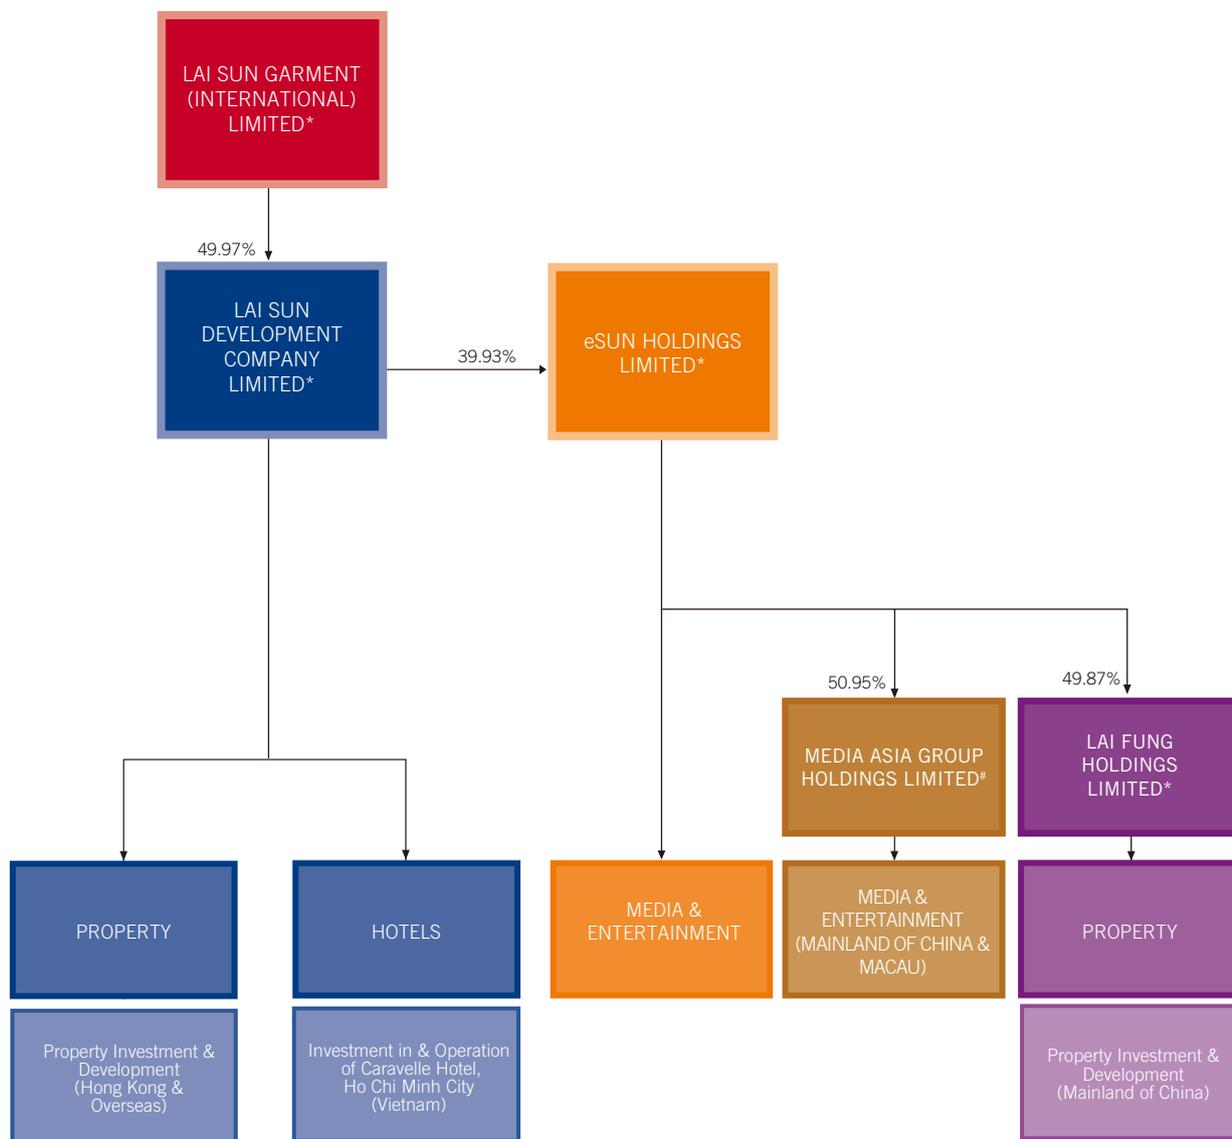 LAI SUN GARMENT
(INTERNATIONAL)
LIMITED*
49.97%
LAI SUN
DEVELOPMENT
COMPANY
LIMITED*
39.93%
eSUN HOLDINGS
LIMITED*
50.95%
49.87%
MEDIA ASIA GROUP
HOLDINGS LIMITED#
LAI FUNG
HOLDINGS
LIMITED*
PROPERTY
HOTELS
MEDIA &
ENTERTAINMENT
MEDIA &
ENTERTAINMENT
(MAINLAND OF CHINA &
MACAU)
PROPERTY
Property Investment &
Development
(Hong Kong &
Overseas)
Investment in & Operation
of Caravelle Hotel,
Ho Chi Minh City
(Vietnam)
Property Investment &
Development
(Mainland of China)